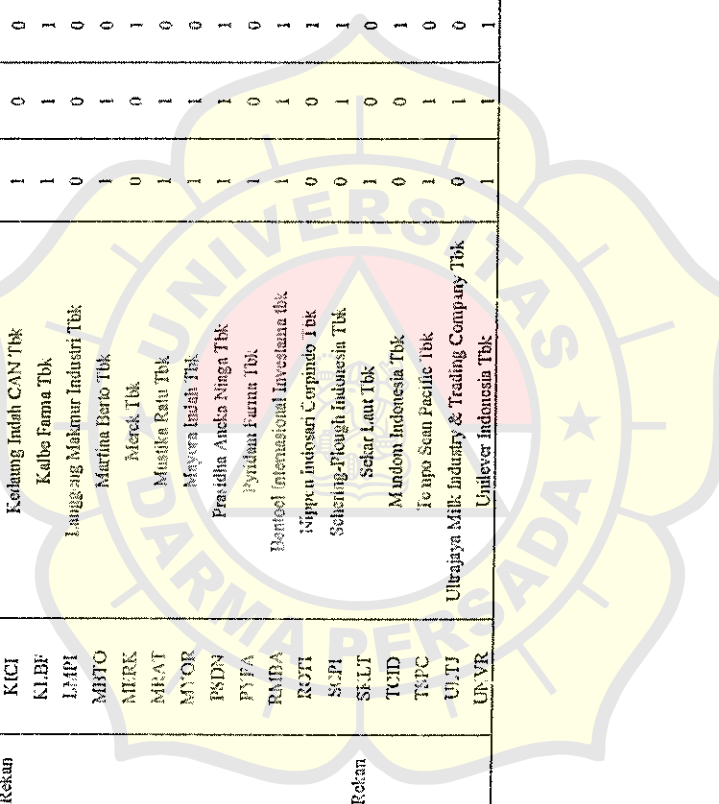 Rekan KICI Kedaung Indah CAN Tbk 1 0 0
KLBF Kalbe Farma Tbk 1 1 1
LMPI Langgeng Makmur Industri Tbk 0 0 0
MBTO Martina Berto Tbk 1 1 0
MERK Merck Tbk 0 0 1
MRAT Mustika Ratu Tbk 1 1 0
MYOR Mayora Indah Tbk 1 1 0
PSDN Prasidha Aneka Niaga Tbk 1 1 1
PYFA Pyridam Farma Tbk 1 0 0
RMBA Bentoel Internasional Investama tbk 1 1 1
ROTI Nippon Indosari Corpindo Tbk 0 0 1
SCPI Schering-Plough Indonesia Tbk 0 1 1
Rekan SKLT Sekar Laut Tbk 1 0 0
TCID Mandom Indonesia Tbk 0 0 1
TSPC Tempo Scan Pacific Tbk 1 1 0
ULTJ Ultrajaya Milk Industry & Trading Company Tbk 0 1 0
UNVR Unilever Indonesia Tbk 1 1 1
UNIVERSITAS
DARMA PERSADA